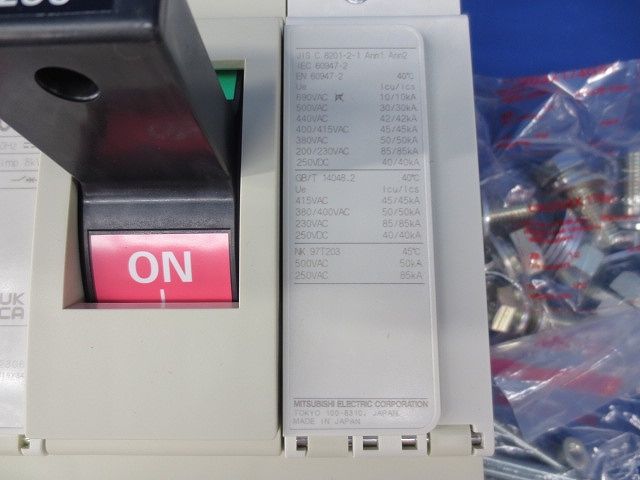 ON
JIS C 8201-2-1 Ann1 Ann2
IEC 60947-2
EN 60947-2 40℃
Ue Icu/Ics
690VAC 10/10kA
500VAC 30/30kA
440VAC 42/42kA
400/415VAC 45/45kA
380VAC 50/50kA
200/230VAC 85/85kA
250VDC 40/40kA
GB/T 14048.2 40℃
Ue Icu/Ics
415VAC 45/45kA
380/400VAC 50/50kA
230VAC 85/85kA
250VDC 40/40kA
NK 97T203 45℃
500VAC 50kA
250VAC 85kA
MITSUBISHI ELECTRIC CORPORATION
TOKYO 100-8310, JAPAN
MADE IN JAPAN
UK
CA